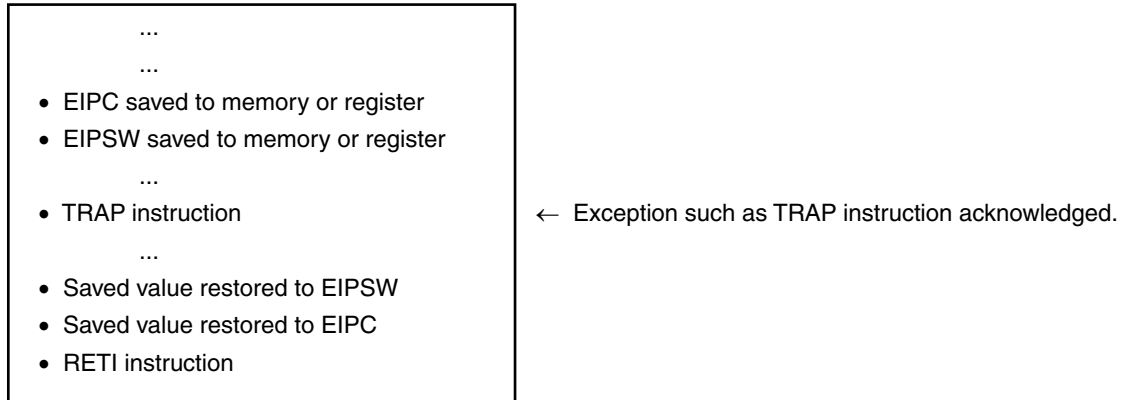 ...
...
• EIPC saved to memory or register
• EIPSW saved to memory or register
...
• TRAP instruction ← Exception such as TRAP instruction acknowledged.
...
• Saved value restored to EIPSW
• Saved value restored to EIPC
• RETI instruction